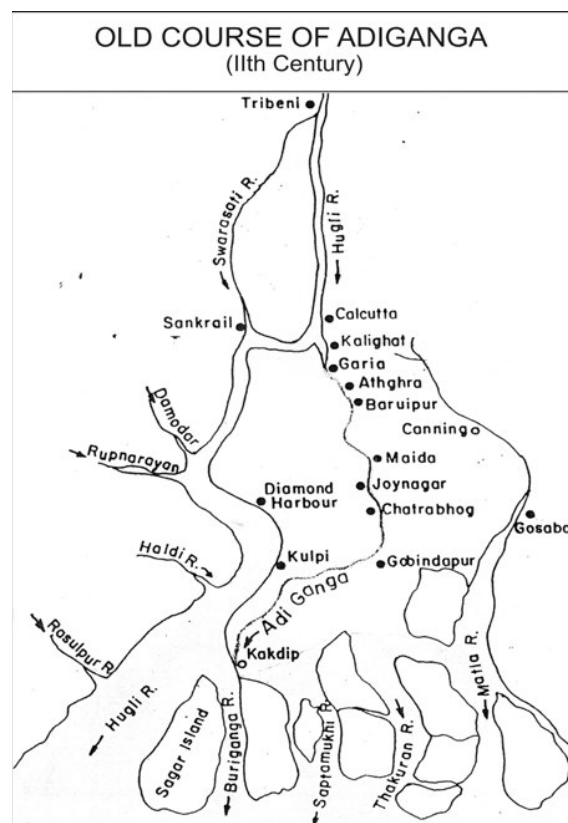 OLD COURSE OF ADIGANGA
(IIth Century)
Tribeni
Swarasati R.
Hugli R.
Sankrail
Calcutta
Kalighat
Garia
Athghra
Baruipur
Canning
Damodar
Rupnarayan
Maida
Diamond
Harbour
Joynagar
Chatrabhog
Gosaba
Haldi R.
Kulpi
Gobindapur
Adi Ganga
Rasulpur R.
Kakdip
Hugli R.
Sagar Island
Buriganga R.
Saptamukhi R.
Thakuran R.
Matla R.